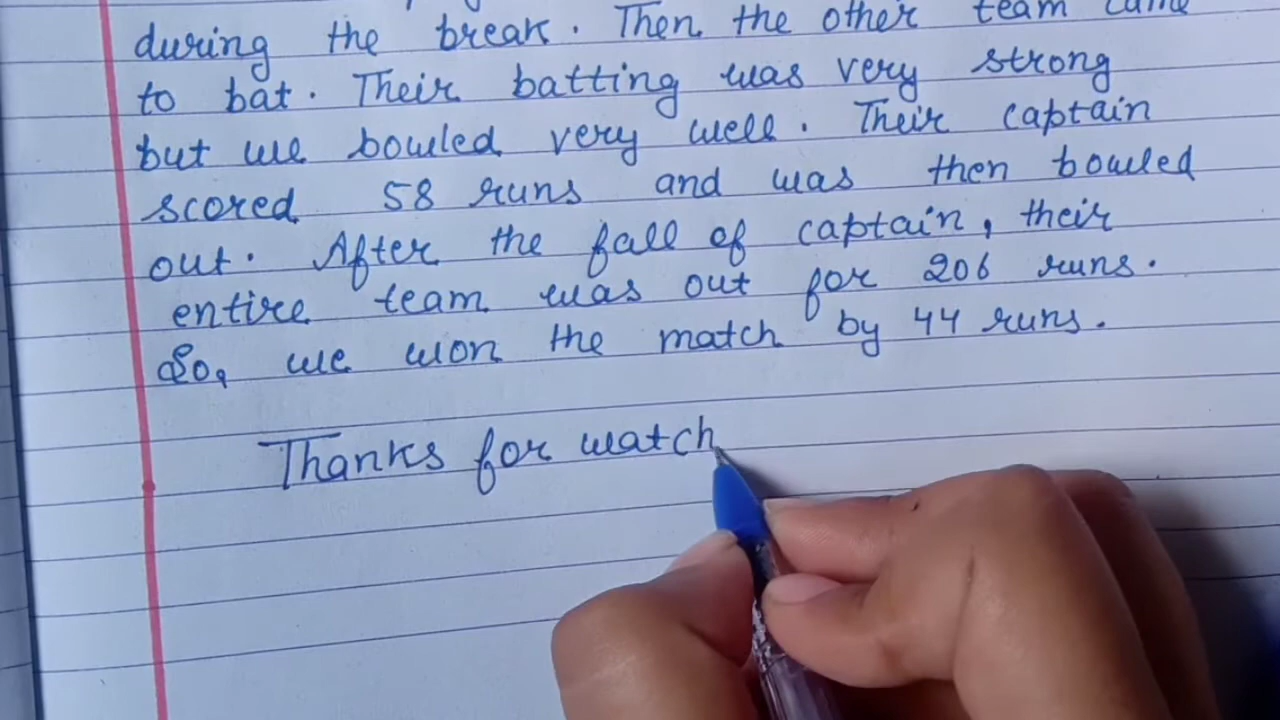 during the break. Then the other team came
to bat. Their batting was very strong
but we bowled very well. Their captain
scored 58 runs and was then bowled
out. After the fall of captain, their
entire team was out for 206 runs.
So, we won the match by 44 runs.
Thanks for watch